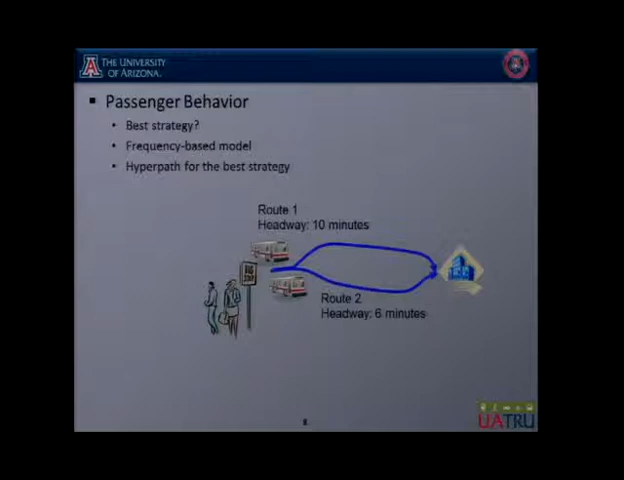 THE UNIVERSITY
OF ARIZONA.
Passenger Behavior
Best strategy?
Frequency-based model
Hyperpath for the best strategy
Route 1
Headway: 10 minutes
Route 2
Headway: 6 minutes
UATRU